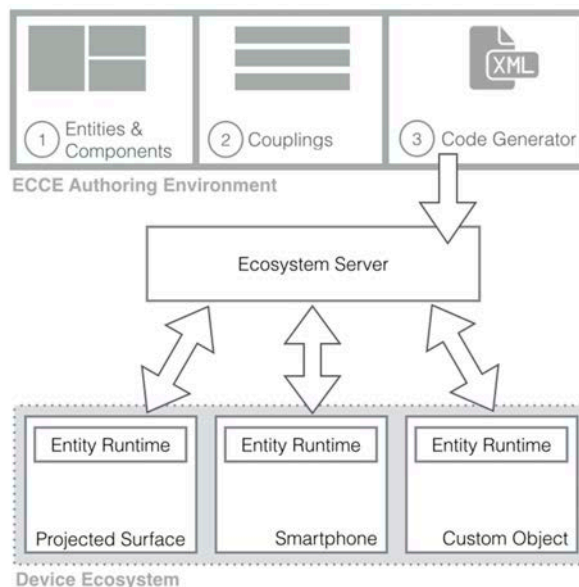 XML
1 Entities &
Components
2 Couplings
3 Code Generator
ECCE Authoring Environment
Ecosystem Server
Entity Runtime
Entity Runtime
Entity Runtime
Projected Surface
Smartphone
Custom Object
Device Ecosystem